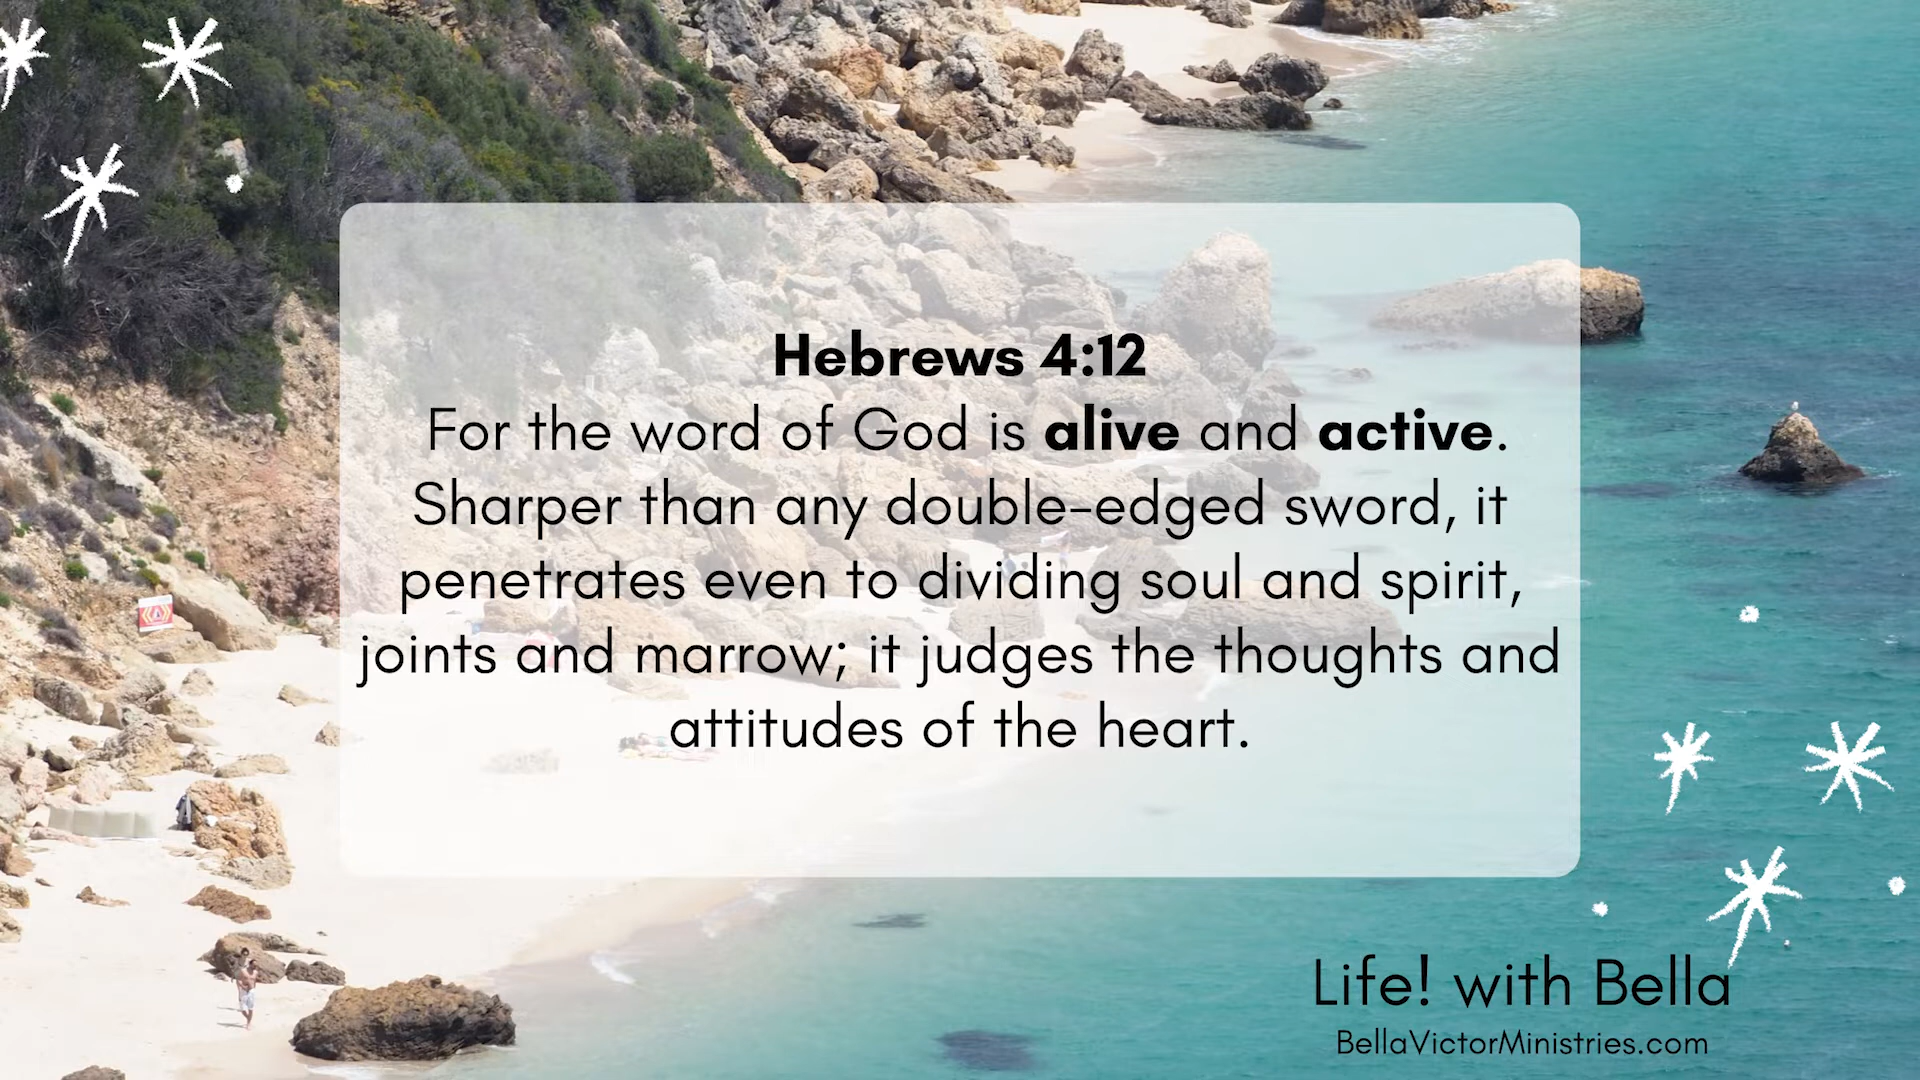 Hebrews 4:12
For the word of God is alive and active.
Sharper than any double-edged sword, it
penetrates even to dividing soul and spirit,
joints and marrow; it judges the thoughts and
attitudes of the heart.
Life! with Bella
BellaVictorMinistries.com